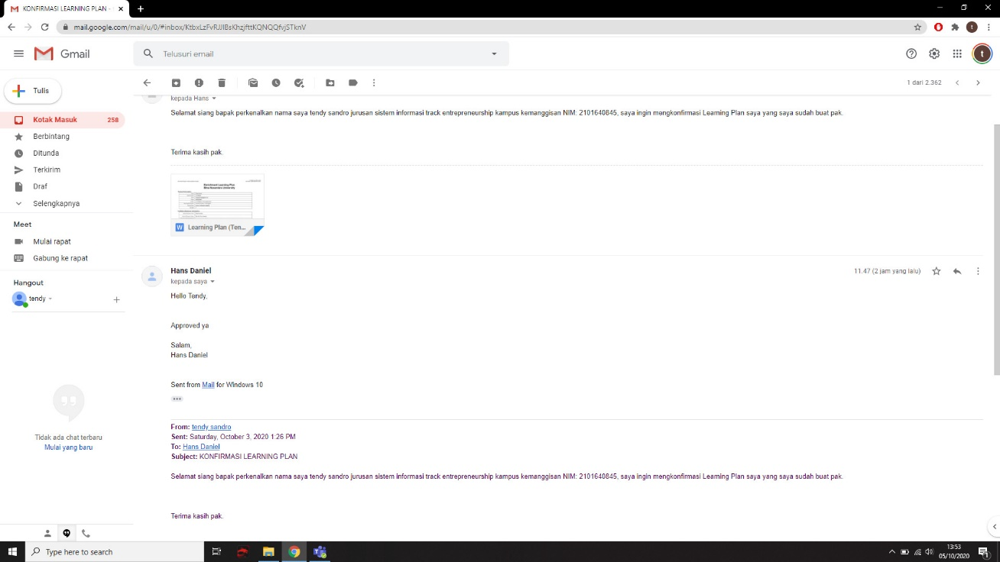 KONFIRMASI LEARNING PLAN -
mail.google.com/mail/u/0/#inbox/KtbxLzFvRJJlBsKhzjfttKQNQQfvjSTknV
Gmail
Telusuri email
t
Tulis
1 dari 2.362
Kotak Masuk 258
Berbintang
Ditunda
Terkirim
Draf
Selengkapnya
Meet
Mulai rapat
Gabung ke rapat
Hangout
tendy
Tidak ada chat terbaru
Mulai yang baru
kepada Hans
Selamat siang bapak perkenalkan nama saya tendy sandro jurusan sistem informasi track entrepreneurship kampus kemanggisan NIM: 2101640845, saya ingin mengkonfirmasi Learning Plan saya yang saya sudah buat pak.
Terima kasih pak.
Enrichment Learning Plan
Bina Nusantara University
W Learning Plan (Ten...
Hans Daniel
11.47 (2 jam yang lalu)
kepada saya
Hello Tendy,
Approved ya
Salam,
Hans Daniel
Sent from Mail for Windows 10
From: tendy sandro
Sent: Saturday, October 3, 2020 1:26 PM
To: Hans Daniel
Subject: KONFIRMASI LEARNING PLAN
Selamat siang bapak perkenalkan nama saya tendy sandro jurusan sistem informasi track entrepreneurship kampus kemanggisan NIM: 2101640845, saya ingin mengkonfirmasi Learning Plan saya yang saya sudah buat pak.
Terima kasih pak.
Type here to search
13:53
05/10/2020
1